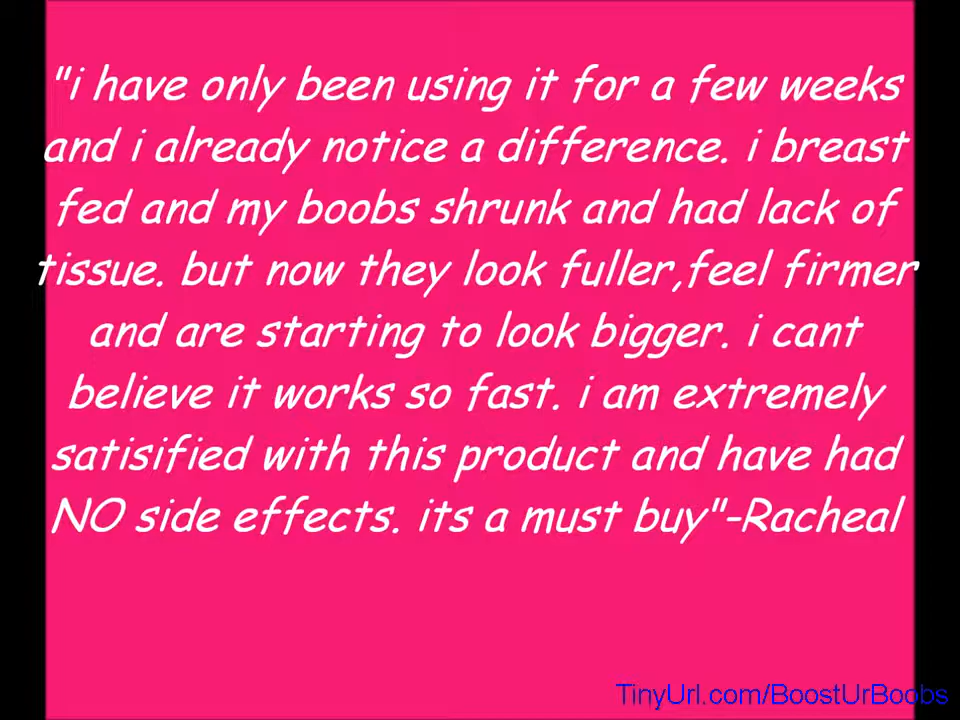 "i have only been using it for a few weeks
and i already notice a difference. i breast
fed and my boobs shrunk and had lack of
tissue. but now they look fuller,feel firmer
and are starting to look bigger. i cant
believe it works so fast. i am extremely
satisified with this product and have had
NO side effects. its a must buy"-Racheal
TinyUrl.com/BoostUrBoobs